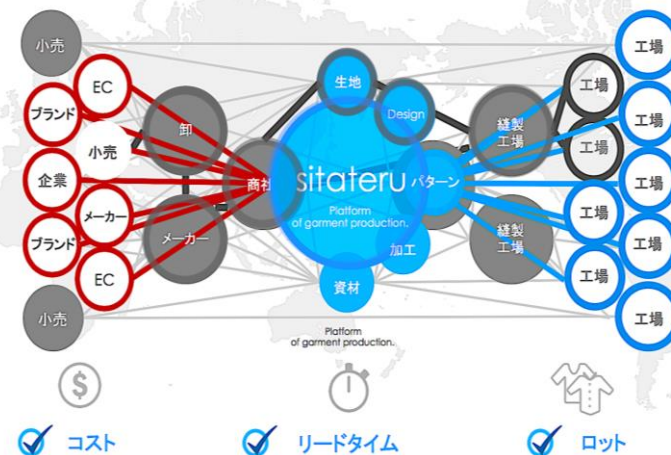 小売
EC
ブランド
小売
企業
メーカー
ブランド
EC
小売
卸
商社
メーカー
生地
Design
sitateru
Platform
of garment production.
パターン
加工
資材
Platform
of garment production.
縫製
工場
縫製
工場
工場
工場
工場
工場
工場
工場
工場
工場
工場
コスト
リードタイム
ロット